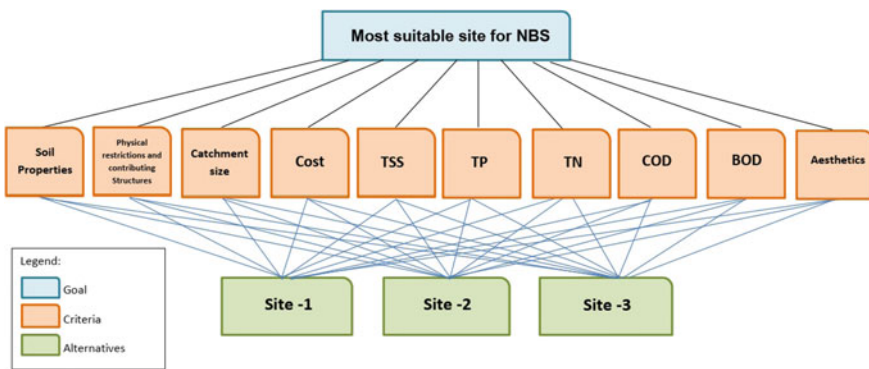 Most suitable site for NBS
Soil
Properties
Physical
restrictions and
contributing
Structures
Catchment
size
Cost
TSS
TP
TN
COD
BOD
Aesthetics
Legend:
Goal
Criteria
Alternatives
Site -1
Site -2
Site -3